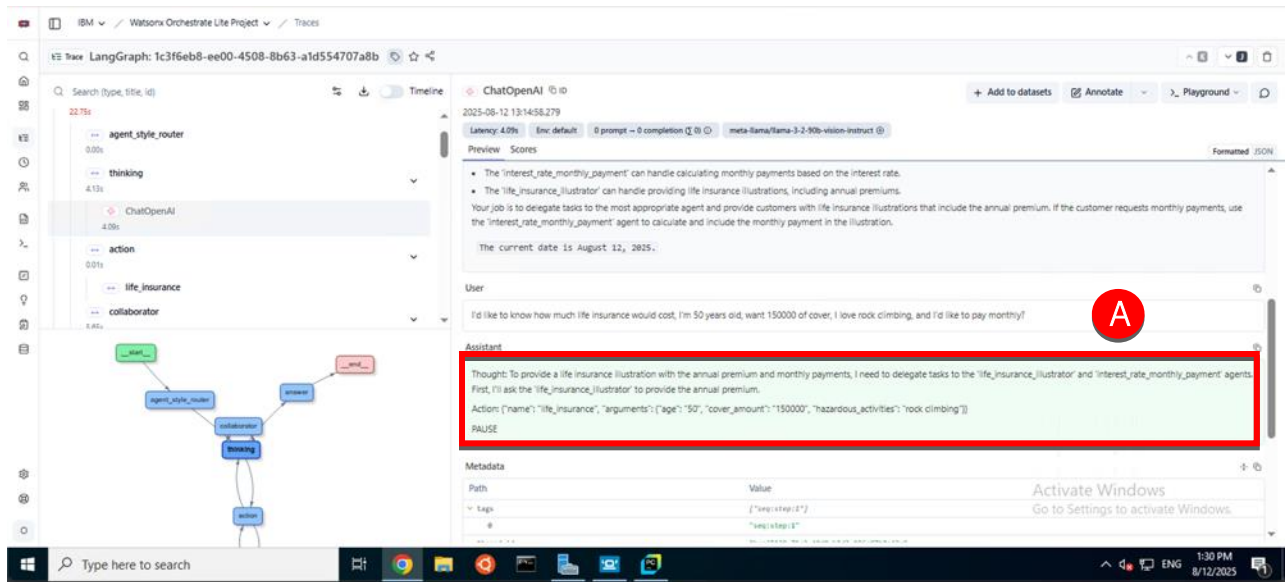 IBM / Watsonx Orchestrate Lite Project / Traces
Trace LangGraph: 1c3f6eb8-ee00-4508-8b63-a1d554707a8b
Search (type, title, id)
Timeline
22.75s
agent_style_router
0.00s
thinking
4.13s
ChatOpenAI
4.09s
action
0.01s
life_insurance
collaborator
__start__
__end__
agent_style_router
answer
collaborator
thinking
action
ChatOpenAI ID
+ Add to datasets Annotate Playground
2025-08-12 13:14:58.279
Latency: 4.09s Env: default 0 prompt → 0 completion (∑ 0) meta-llama/llama-3-2-90b-vision-instruct
Preview Scores
Formatted JSON
• The 'interest_rate_monthly_payment' can handle calculating monthly payments based on the interest rate.
• The 'life_insurance_illustrator' can handle providing life insurance illustrations, including annual premiums.
Your job is to delegate tasks to the most appropriate agent and provide customers with life insurance illustrations that include the annual premium. If the customer requests monthly payments, use
the 'interest_rate_monthly_payment' agent to calculate and include the monthly payment in the illustration.
The current date is August 12, 2025.
User
I'd like to know how much life insurance would cost, I'm 50 years old, want 150000 of cover, I love rock climbing, and I'd like to pay monthly?
A
Assistant
Thought: To provide a life insurance illustration with the annual premium and monthly payments, I need to delegate tasks to the 'life_insurance_illustrator' and 'interest_rate_monthly_payment' agents.
First, I'll ask the 'life_insurance_illustrator' to provide the annual premium.
Action: {"name": "life_insurance", "arguments": {"age": "50", "cover_amount": "150000", "hazardous_activities": "rock climbing"}}
PAUSE
Metadata
Path Value
tags ["seq:step:1"]
0 "seq:step:1"
Activate Windows
Go to Settings to activate Windows.
Type here to search
ENG
1:30 PM
8/12/2025